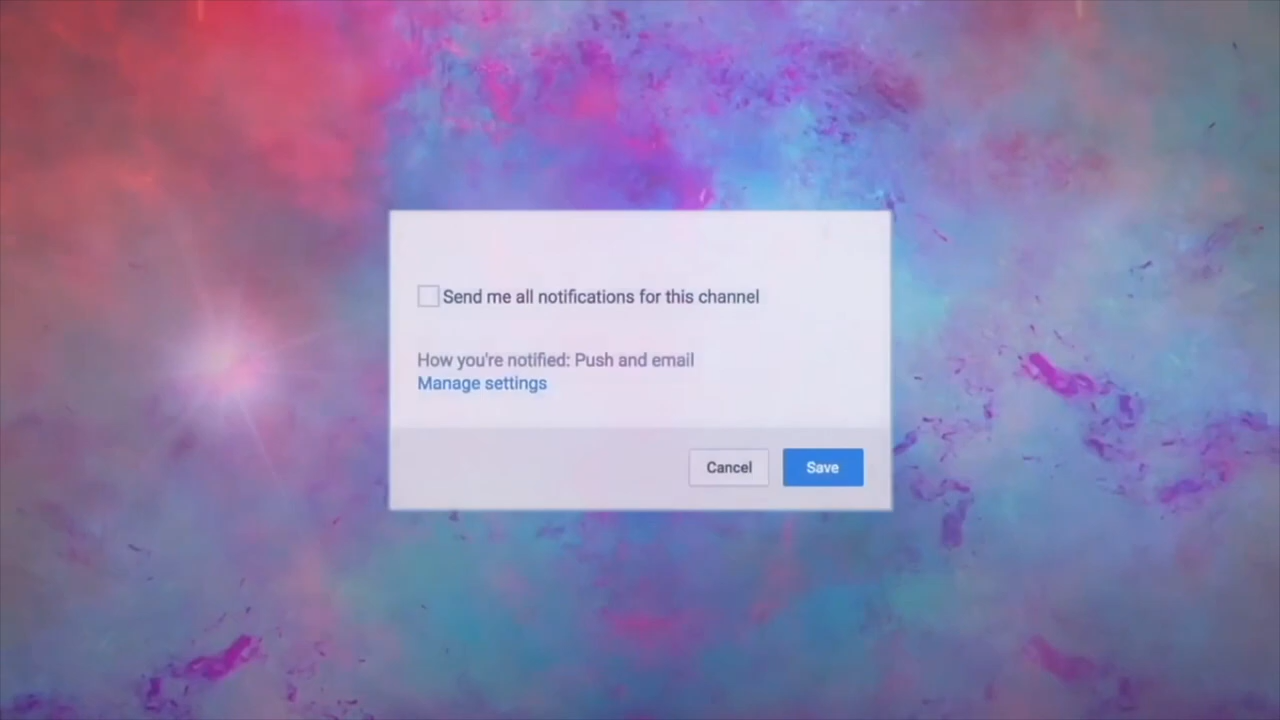 Send me all notifications for this channel
How you're notified: Push and email
Manage settings
Cancel
Save